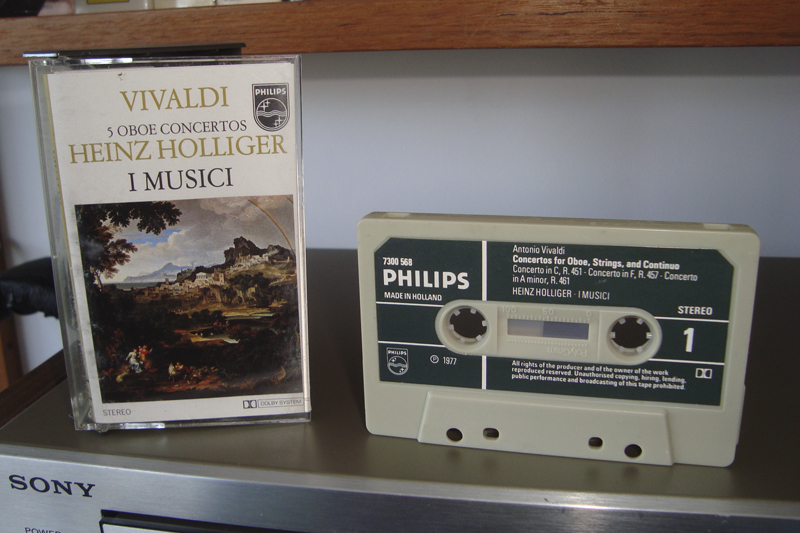 VIVALDI
PHILIPS
5 OBOE CONCERTOS
HEINZ HOLLIGER
I MUSICI
STEREO
DOLBY SYSTEM
7300 568
PHILIPS
MADE IN HOLLAND
Antonio Vivaldi
Concertos for Oboe, Strings, and Continuo
Concerto in C, R. 451 · Concerto in F, R. 457 · Concerto
in A minor, R. 461
HEINZ HOLLIGER · I MUSICI
STEREO
1
PHILIPS
℗ 1977
All rights of the producer and of the owner of the work
reproduced reserved. Unauthorised copying, hiring, lending,
public performance and broadcasting of this tape prohibited.
SONY
POWER